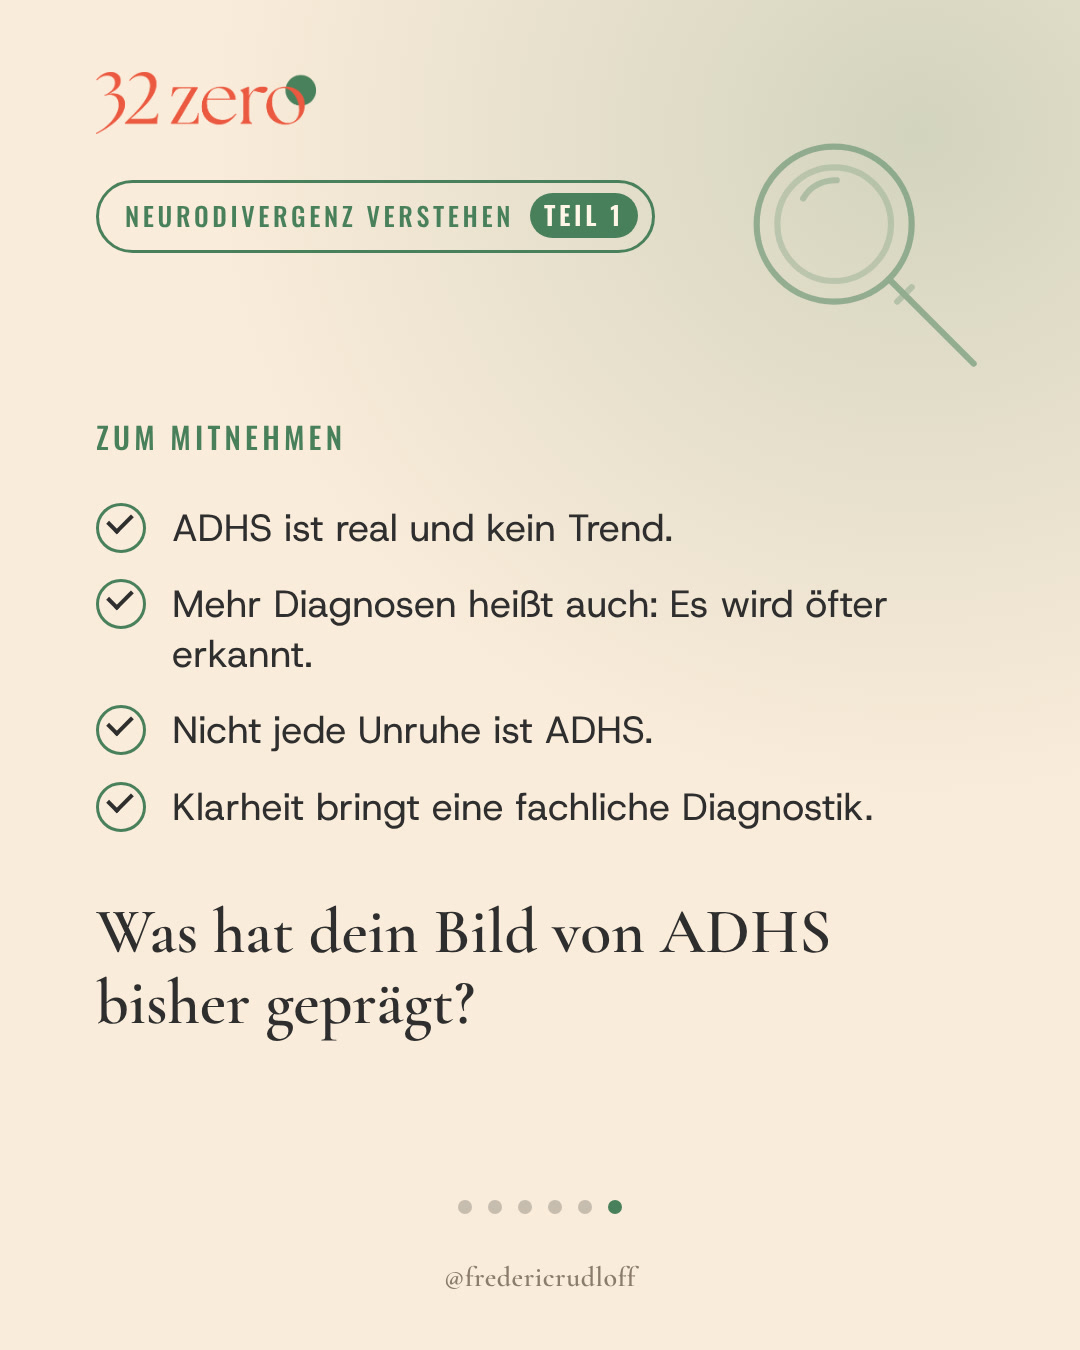 32 zero
NEURODIVERGENZ VERSTEHEN TEIL 1
ZUM MITNEHMEN
ADHS ist real und kein Trend.
Mehr Diagnosen heißt auch: Es wird öfter
erkannt.
Nicht jede Unruhe ist ADHS.
Klarheit bringt eine fachliche Diagnostik.
Was hat dein Bild von ADHS
bisher geprägt?
@fredericrudloff